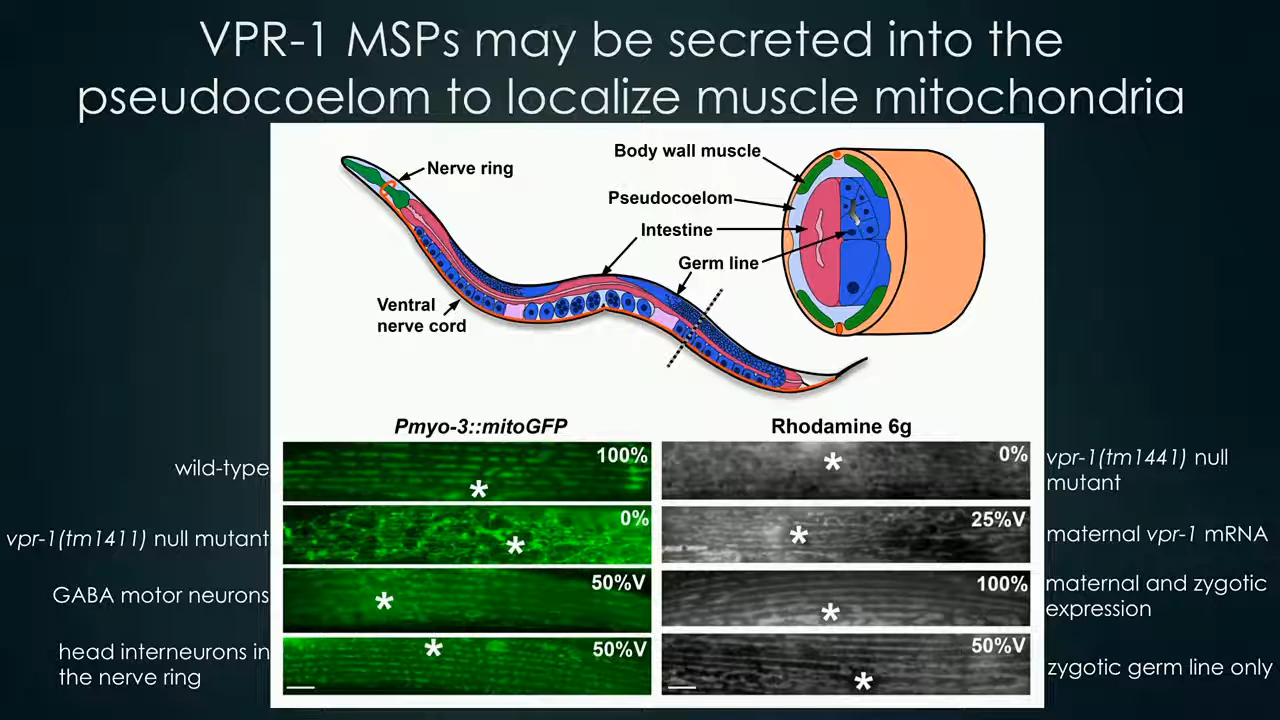 VPR-1 MSPs may be secreted into the
pseudocoelom to localize muscle mitochondria
Nerve ring
Body wall muscle
Pseudocoelom
Intestine
Germ line
Ventral
nerve cord
Pmyo-3::mitoGFP
Rhodamine 6g
wild-type
100%
*
vpr-1(tm1411) null mutant
0%
*
GABA motor neurons
50%V
*
head interneurons in
the nerve ring
50%V
*
0%
*
vpr-1(tm1441) null
mutant
25%V
*
maternal vpr-1 mRNA
100%
*
maternal and zygotic
expression
50%V
*
zygotic germ line only